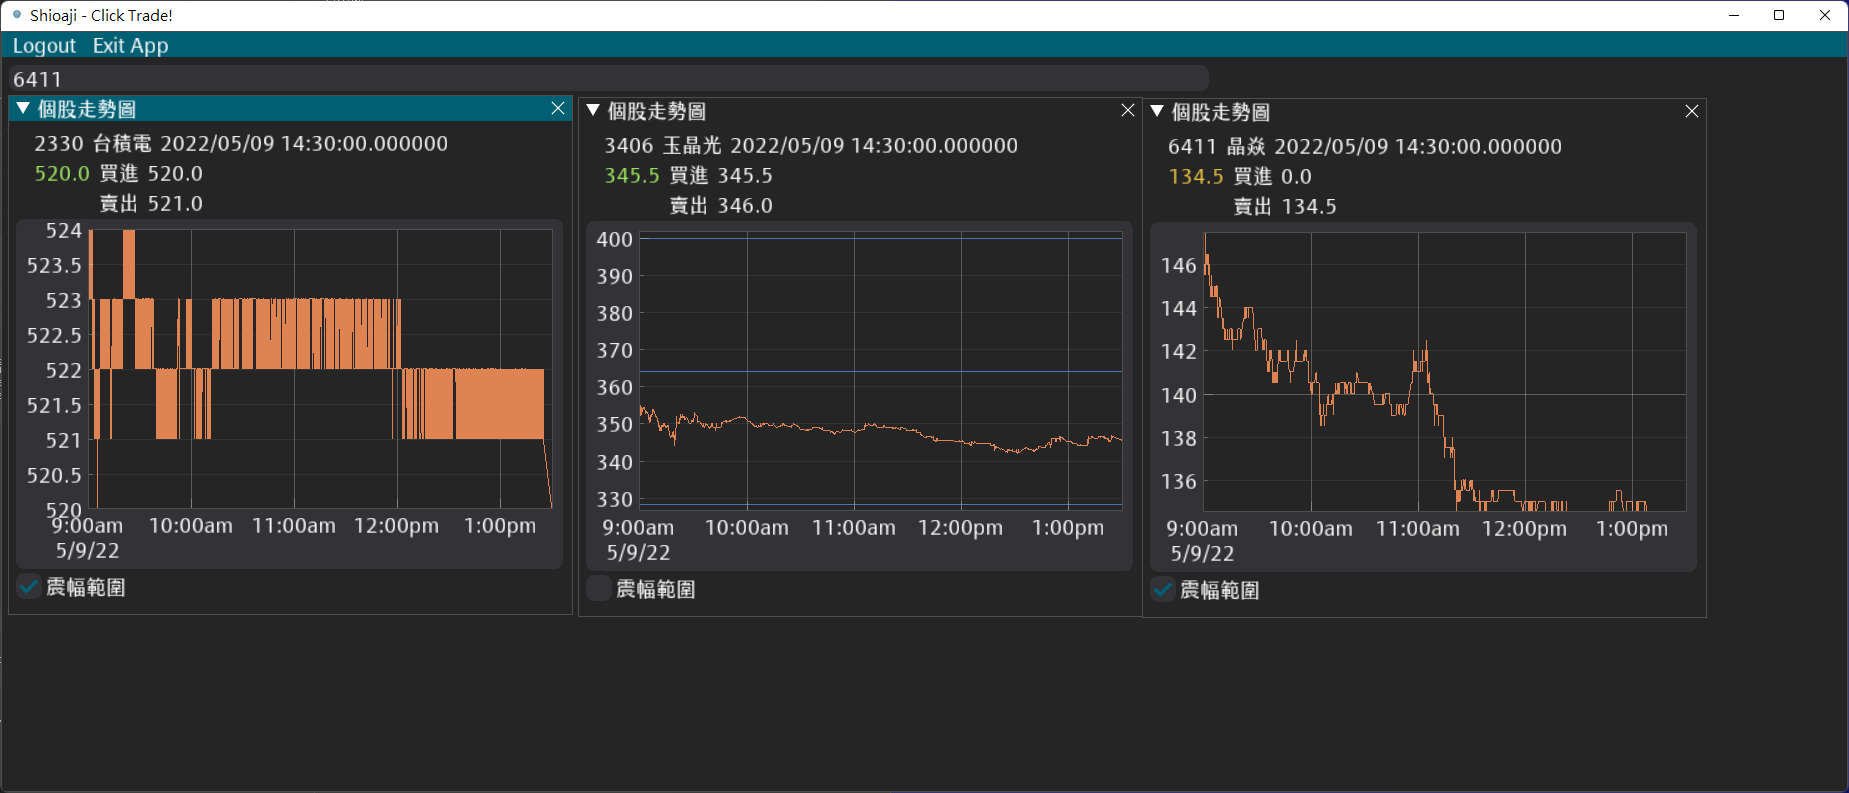 Shioaji - Click Trade!
Logout Exit App
6411
個股走勢圖
2330 台積電 2022/05/09 14:30:00.000000
520.0 買進 520.0
賣出 521.0
524
523.5
523
522.5
522
521.5
521
520.5
520
9:00am 10:00am 11:00am 12:00pm 1:00pm
5/9/22
震幅範圍
個股走勢圖
3406 玉晶光 2022/05/09 14:30:00.000000
345.5 買進 345.5
賣出 346.0
400
390
380
370
360
350
340
330
9:00am 10:00am 11:00am 12:00pm 1:00pm
5/9/22
震幅範圍
個股走勢圖
6411 晶焱 2022/05/09 14:30:00.000000
134.5 買進 0.0
賣出 134.5
146
144
142
140
138
136
9:00am 10:00am 11:00am 12:00pm 1:00pm
5/9/22
震幅範圍